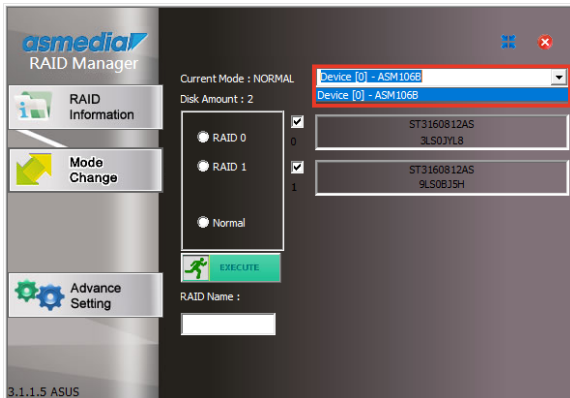 asmedia
RAID Manager
RAID
Information
Mode
Change
Advance
Setting
3.1.1.5 ASUS
Current Mode : NORMAL
Device [0] - ASM106B
Device [0] - ASM106B
Disk Amount : 2
RAID 0
RAID 1
Normal
0
ST3160812AS
3LS0JYL8
1
ST3160812AS
9LS0BJ5H
EXECUTE
RAID Name :